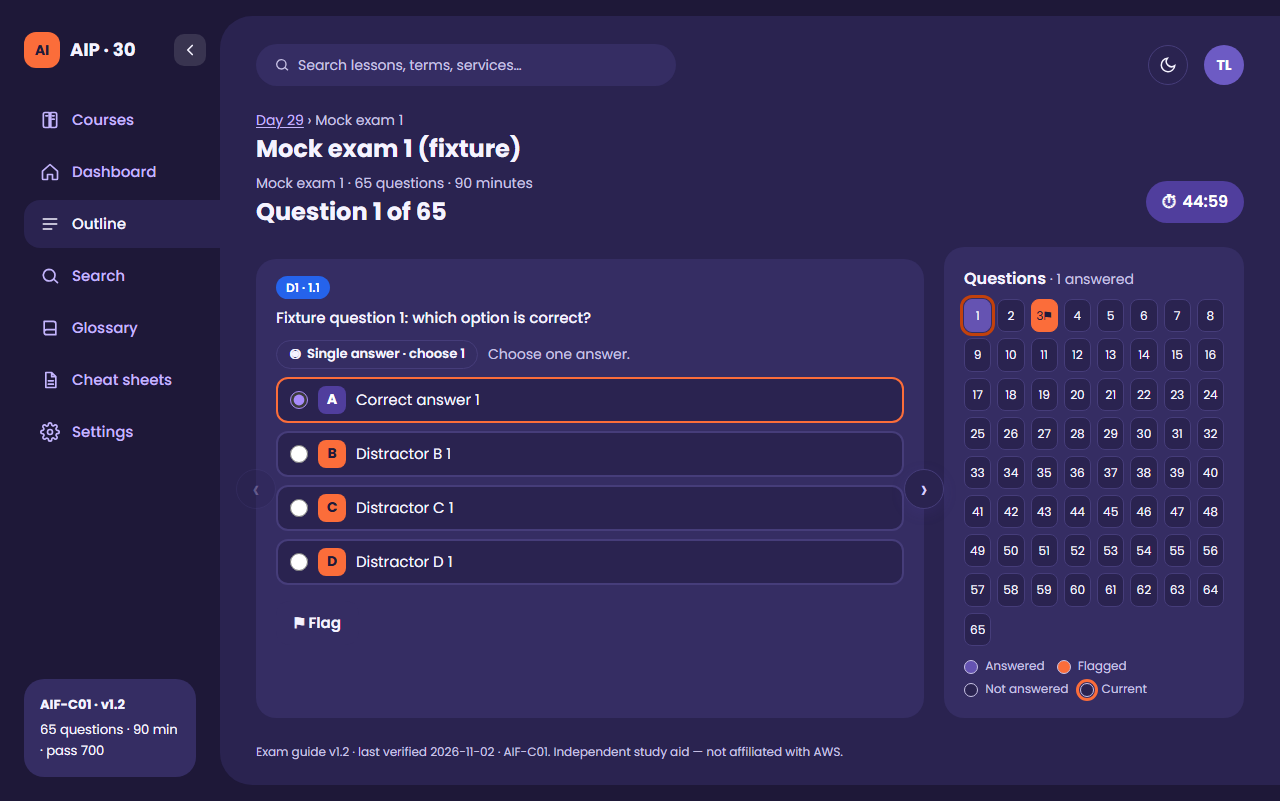 AI AIP · 30
Courses
Dashboard
Outline
Search
Glossary
Cheat sheets
Settings
AIF-C01 · v1.2
65 questions · 90 min
· pass 700
Search lessons, terms, services...
TL
Day 29 › Mock exam 1
Mock exam 1 (fixture)
Mock exam 1 · 65 questions · 90 minutes
Question 1 of 65
44:59
D1 · 1.1
Fixture question 1: which option is correct?
Single answer · choose 1 Choose one answer.
A Correct answer 1
B Distractor B 1
C Distractor C 1
D Distractor D 1
Flag
Questions · 1 answered
1 2 3 4 5 6 7 8
9 10 11 12 13 14 15 16
17 18 19 20 21 22 23 24
25 26 27 28 29 30 31 32
33 34 35 36 37 38 39 40
41 42 43 44 45 46 47 48
49 50 51 52 53 54 55 56
57 58 59 60 61 62 63 64
65
Answered Flagged
Not answered Current
Exam guide v1.2 · last verified 2026-11-02 · AIF-C01. Independent study aid — not affiliated with AWS.